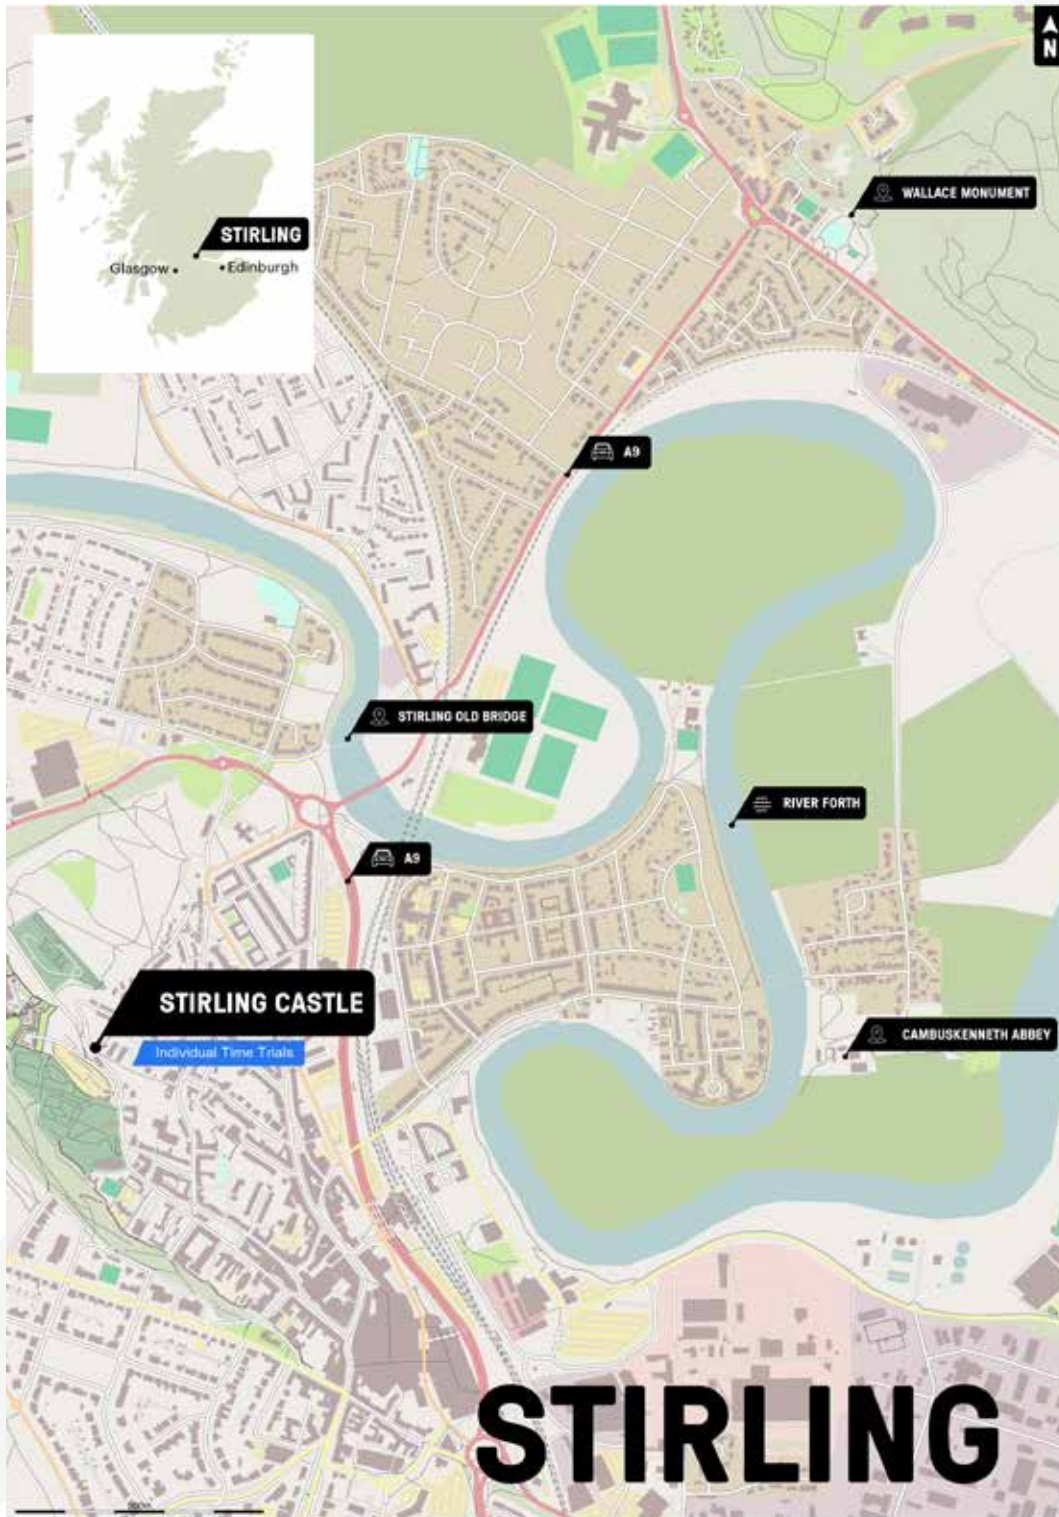 N
WALLACE MONUMENT
STIRLING
Glasgow
Edinburgh
A9
STIRLING OLD BRIDGE
RIVER FORTH
A9
STIRLING CASTLE
Individual Time Trials
CAMBUSKENNETH ABBEY
STIRLING